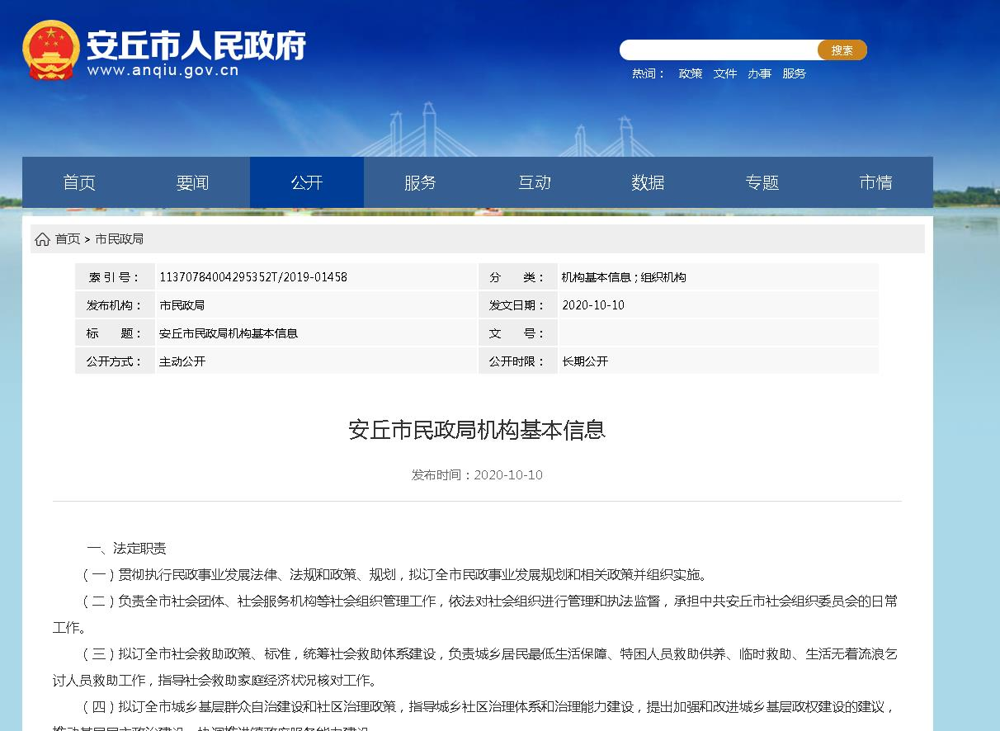 安丘市人民政府
www.anqiu.gov.cn
搜索
热词： 政策 文件 办事 服务
首页 要闻 公开 服务 互动 数据 专题 市情
首页 > 市民政局
索 引 号： 11370784004295352T/2019-01458 分 类： 机构基本信息 ; 组织机构
发布机构： 市民政局 发文日期： 2020-10-10
标 题： 安丘市民政局机构基本信息 文 号：
公开方式： 主动公开 公开时限： 长期公开
安丘市民政局机构基本信息
发布时间：2020-10-10
一、法定职责
（一）贯彻执行民政事业发展法律、法规和政策、规划，拟订全市民政事业发展规划和相关政策并组织实施。
（二）负责全市社会团体、社会服务机构等社会组织管理工作，依法对社会组织进行管理和执法监督，承担中共安丘市社会组织委员会的日常
工作。
（三）拟订全市社会救助政策、标准，统筹社会救助体系建设，负责城乡居民最低生活保障、特困人员救助供养、临时救助、生活无着流浪乞
讨人员救助工作，指导社会救助家庭经济状况核对工作。
（四）拟订全市城乡基层群众自治建设和社区治理政策，指导城乡社区治理体系和治理能力建设，提出加强和改进城乡基层政权建设的建议，